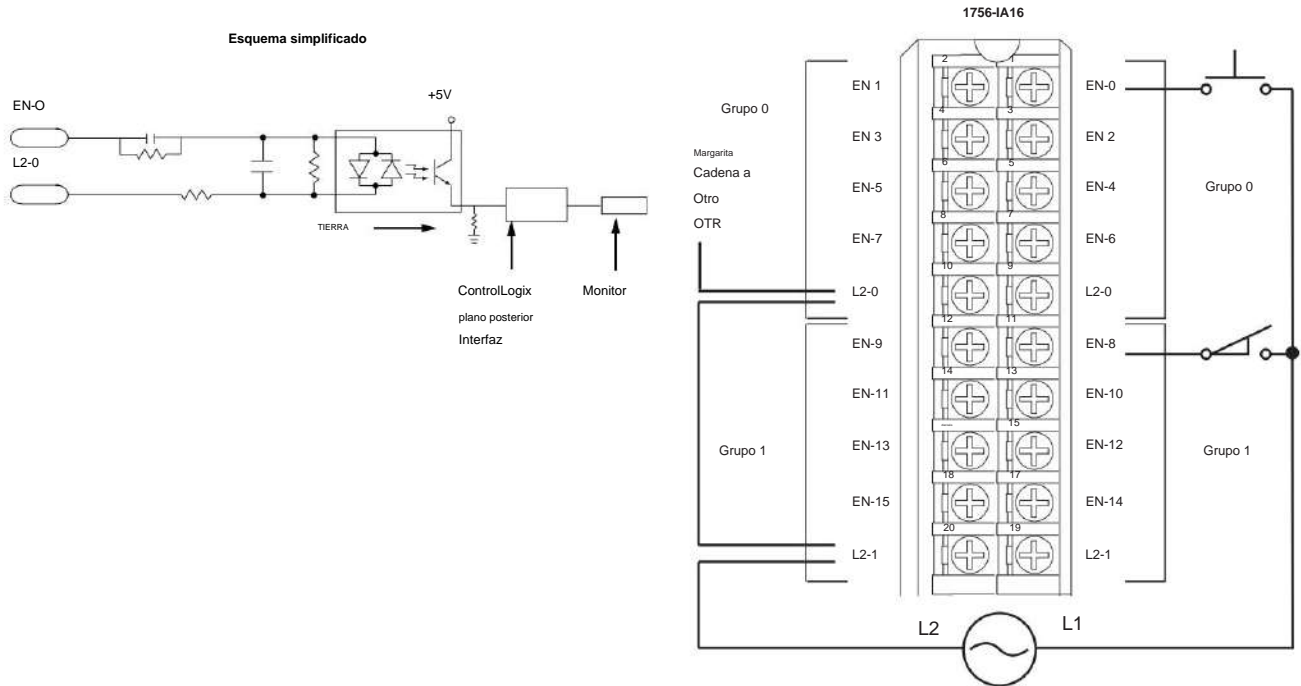 Esquema simplificado
EN-O
L2-0
+5V
TIERRA
ControlLogix
plano posterior
Interfaz
Monitor
1756-IA16
Grupo 0
Margarita
Cadena a
Otro
OTR
Grupo 1
EN 1
EN 3
EN-5
EN-7
L2-0
EN-9
EN-11
EN-13
EN-15
L2-1
2 1
4 3
6 5
8 7
10 9
12 11
14 13
15
18 17
20 19
EN-0
EN 2
EN-4
EN-6
L2-0
EN-8
EN-10
EN-12
EN-14
L2-1
Grupo 0
Grupo 1
L2
L1